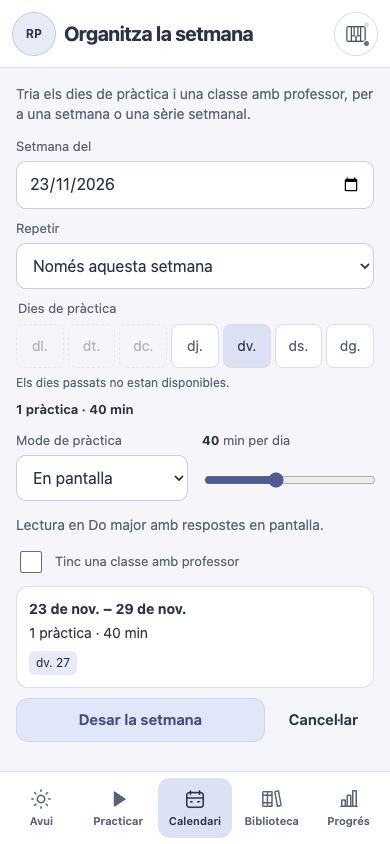 RP
Organitza la setmana
Tria els dies de pràctica i una classe amb professor, per
a una setmana o una sèrie setmanal.
Setmana del
23/11/2026
Repetir
Només aquesta setmana
Dies de pràctica
dl.
dt.
dc.
dj.
dv.
ds.
dg.
Els dies passats no estan disponibles.
1 pràctica · 40 min
Mode de pràctica
40 min per dia
En pantalla
Lectura en Do major amb respostes en pantalla.
Tinc una classe amb professor
23 de nov. – 29 de nov.
1 pràctica · 40 min
dv. 27
Desar la setmana
Cancel·lar
Avui
Practicar
Calendari
Biblioteca
Progrés